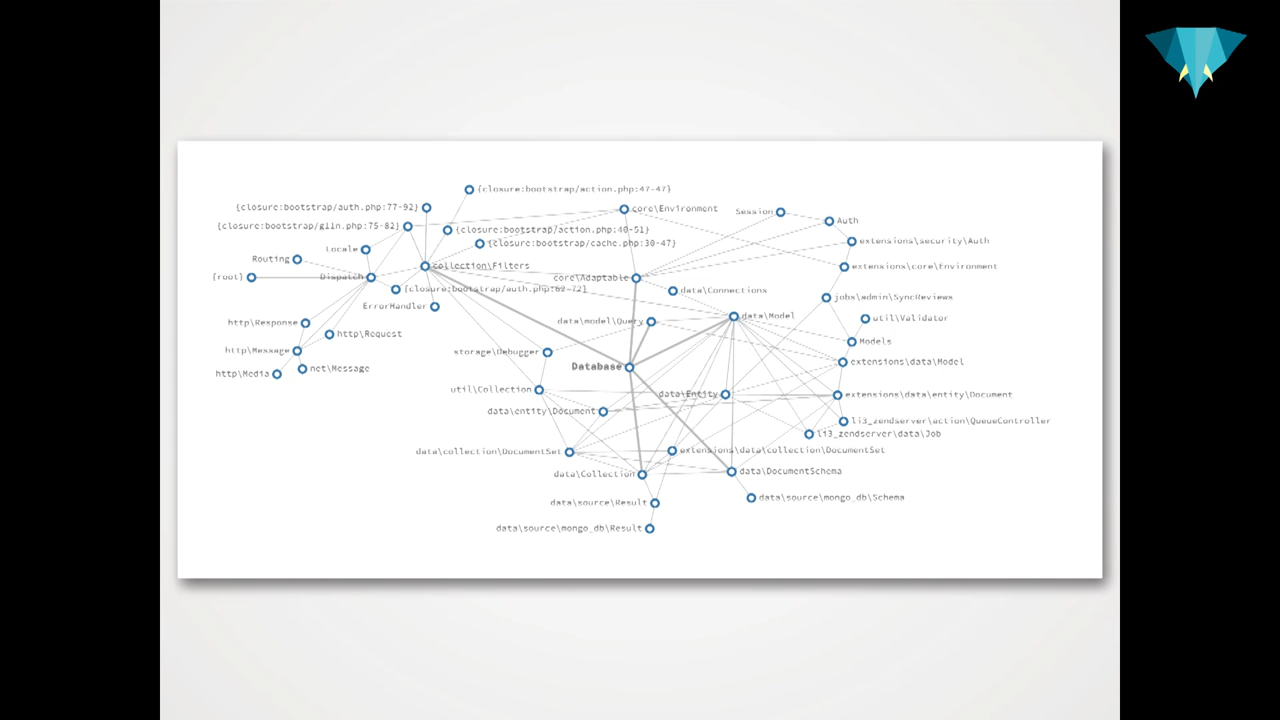 {closure:bootstrap/action.php:47-47}
{closure:bootstrap/auth.php:77-92}
core\Environment
Session
Auth
{closure:bootstrap/g11n.php:75-82}
{closure:bootstrap/action.php:40-51}
{closure:bootstrap/cache.php:30-47}
extensions\security\Auth
Locale
Routing
collection\Filters
extensions\core\Environment
{root}
Dispatch
core\Adaptable
{closure:bootstrap/auth.php:62-72}
data\Connections
jobs\admin\SyncReviews
ErrorHandler
data\Model
util\Validator
http\Response
data\model\Query
http\Request
Models
http\Message
storage\Debugger
extensions\data\Model
Database
net\Message
http\Media
util\Collection
data\Entity
extensions\data\entity\Document
data\entity\Document
li3_zendserver\action\QueueController
li3_zendserver\data\Job
data\collection\DocumentSet
extensions\data\collection\DocumentSet
data\Collection
data\DocumentSchema
data\source\Result
data\source\mongo_db\Schema
data\source\mongo_db\Result